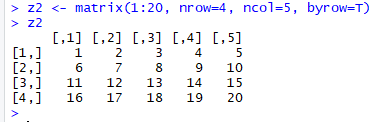 > z2 <- matrix(1:20, nrow=4, ncol=5, byrow=T)
> z2
     [,1] [,2] [,3] [,4] [,5]
[1,]    1    2    3    4    5
[2,]    6    7    8    9   10
[3,]   11   12   13   14   15
[4,]   16   17   18   19   20
>